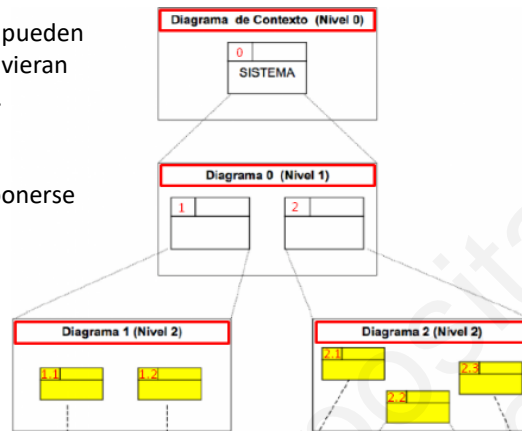 pueden
vieran
Diagrama de Contexto (Nivel 0)
0
SISTEMA
ponerse
Diagrama 0 (Nivel 1)
1
2
Diagrama 1 (Nivel 2)
1.1
1.2
Diagrama 2 (Nivel 2)
2.1
2.2
2.3